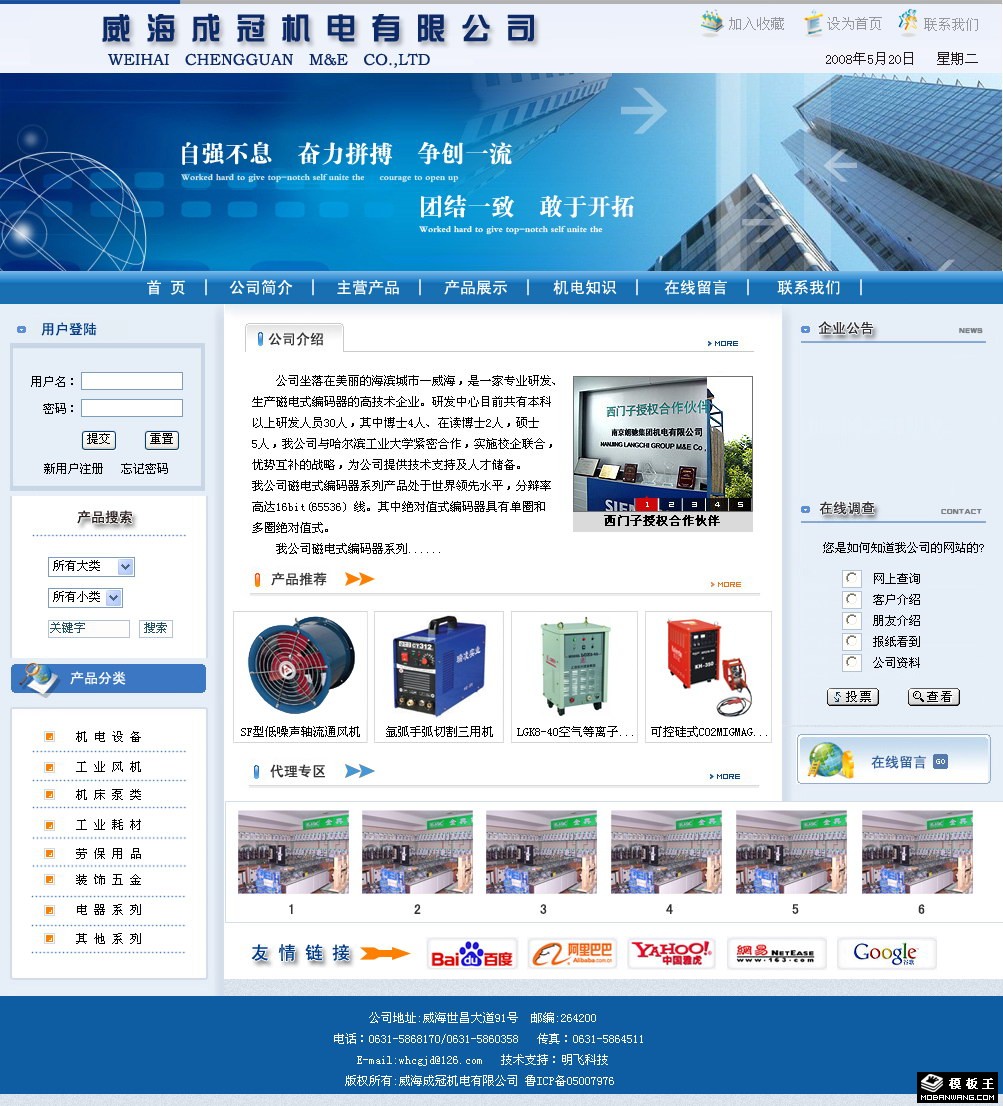 威海成冠机电有限公司
WEIHAI CHENGGUAN M&E CO.,LTD
加入收藏 设为首页 联系我们
2008年5月20日 星期二
自强不息 奋力拼搏 争创一流
Worked hard to give top-notch self unite the courage to open up
团结一致 敢于开拓
Worked hard to give top-notch self unite the
首 页 | 公司简介 | 主营产品 | 产品展示 | 机电知识 | 在线留言 | 联系我们 |
用户登陆
用户名：
密码：
提交 重置
新用户注册 忘记密码
产品搜索
所有大类
所有小类
关键字 搜索
产品分类
机 电 设 备
工 业 风 机
机 床 泵 类
工 业 耗 材
劳 保 用 品
装 饰 五 金
电 器 系 列
其 他 系 列
公司介绍
MORE
公司坐落在美丽的海滨城市一威海，是一家专业研发、
生产磁电式编码器的高技术企业。研发中心目前共有本科
以上研发人员30人，其中博士4人、在读博士2人，硕士
5人，我公司与哈尔滨工业大学紧密合作，实施校企联合，
优势互补的战略，为公司提供技术支持及人才储备。
我公司磁电式编码器系列产品处于世界领先水平，分辩率
高达16bit(65536）线。其中绝对值式编码器具有单圈和
多圈绝对值式。
我公司磁电式编码器系列......
西门子授权合作伙伴
南京朗驰集团机电有限公司
NANJING LANGCHI GROUP M&E Co.,
SIEM
1 2 3 4 5
西门子授权合作伙伴
产品推荐
MORE
CT312
瑞凌实业
KH-350
SF型低噪声轴流通风机
氩弧手弧切割三用机
LGK8-40空气等离子...
可控硅式CO2MIGMAG...
代理专区
MORE
1 2 3 4 5 6
友 情 链 接
Bai 百度
阿里巴巴
Alibaba.com
YAHOO!
中国雅虎
網易 NETEASE
www.163.com
Google
谷歌
企业公告
NEWS
在线调查
CONTACT
您是如何知道我公司的网站的?
网上查询
客户介绍
朋友介绍
报纸看到
公司资料
投票 查看
在线留言 GO
公司地址:威海世昌大道91号 邮编:264200
电话：0631-5868170/0631-5860358 传真：0631-5864511
E-mail:whcgjd@126.com 技术支持：明飞科技
版权所有:威海成冠机电有限公司 鲁ICP备05007976
模板王
MOBANWANG.COM